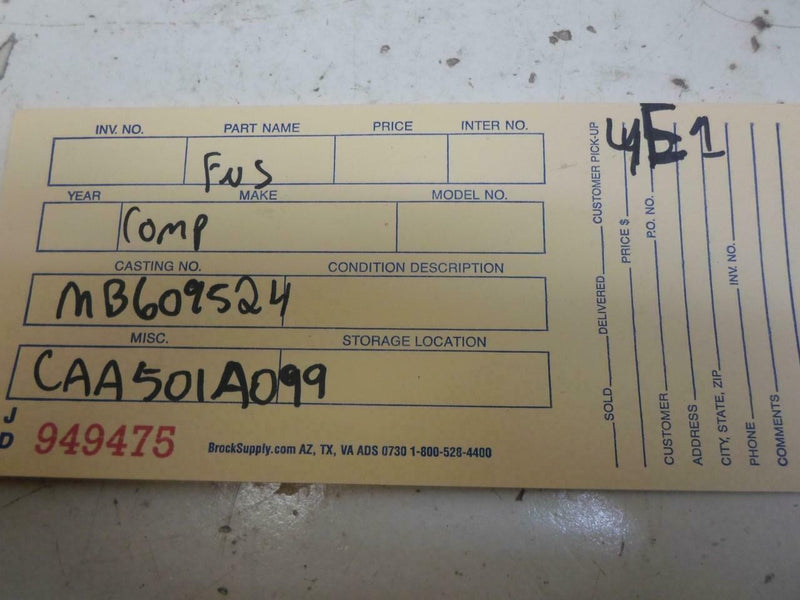 INV. NO. PART NAME PRICE INTER NO.
Fus
YEAR MAKE MODEL NO.
Comp
CASTING NO. CONDITION DESCRIPTION
MB609524
MISC. STORAGE LOCATION
CAA501A099
J
D
949475
BrockSupply.com AZ, TX, VA ADS 0730 1-800-528-4400
4E1
SOLD DELIVERED CUSTOMER PICK-UP
PRICE $
CUSTOMER P.O. NO.
ADDRESS
CITY, STATE, ZIP
PHONE INV. NO.
COMMENTS